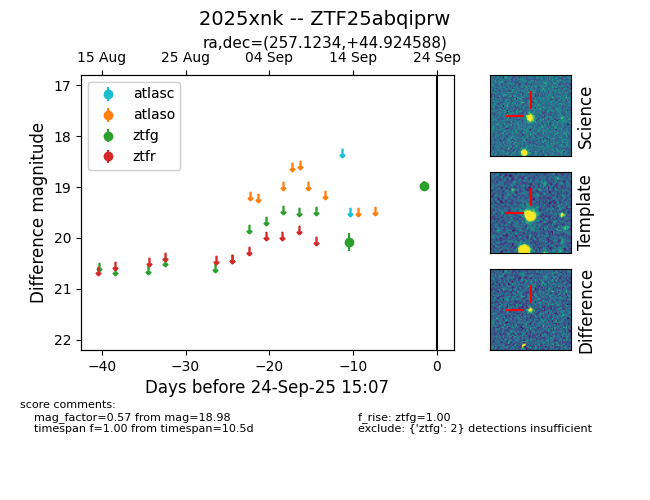 2025xnk -- ZTF25abqiprw
ra,dec=(257.1234,+44.924588)
15 Aug 25 Aug 04 Sep 14 Sep 24 Sep
17
18
19
20
21
22
Difference magnitude
atlasc
atlaso
ztfg
ztfr
−40 −30 −20 −10 0
Days before 24-Sep-25 15:07
Science
Template
Difference
score comments:
mag_factor=0.57 from mag=18.98
timespan f=1.00 from timespan=10.5d
f_rise: ztfg=1.00
exclude: {'ztfg': 2} detections insufficient